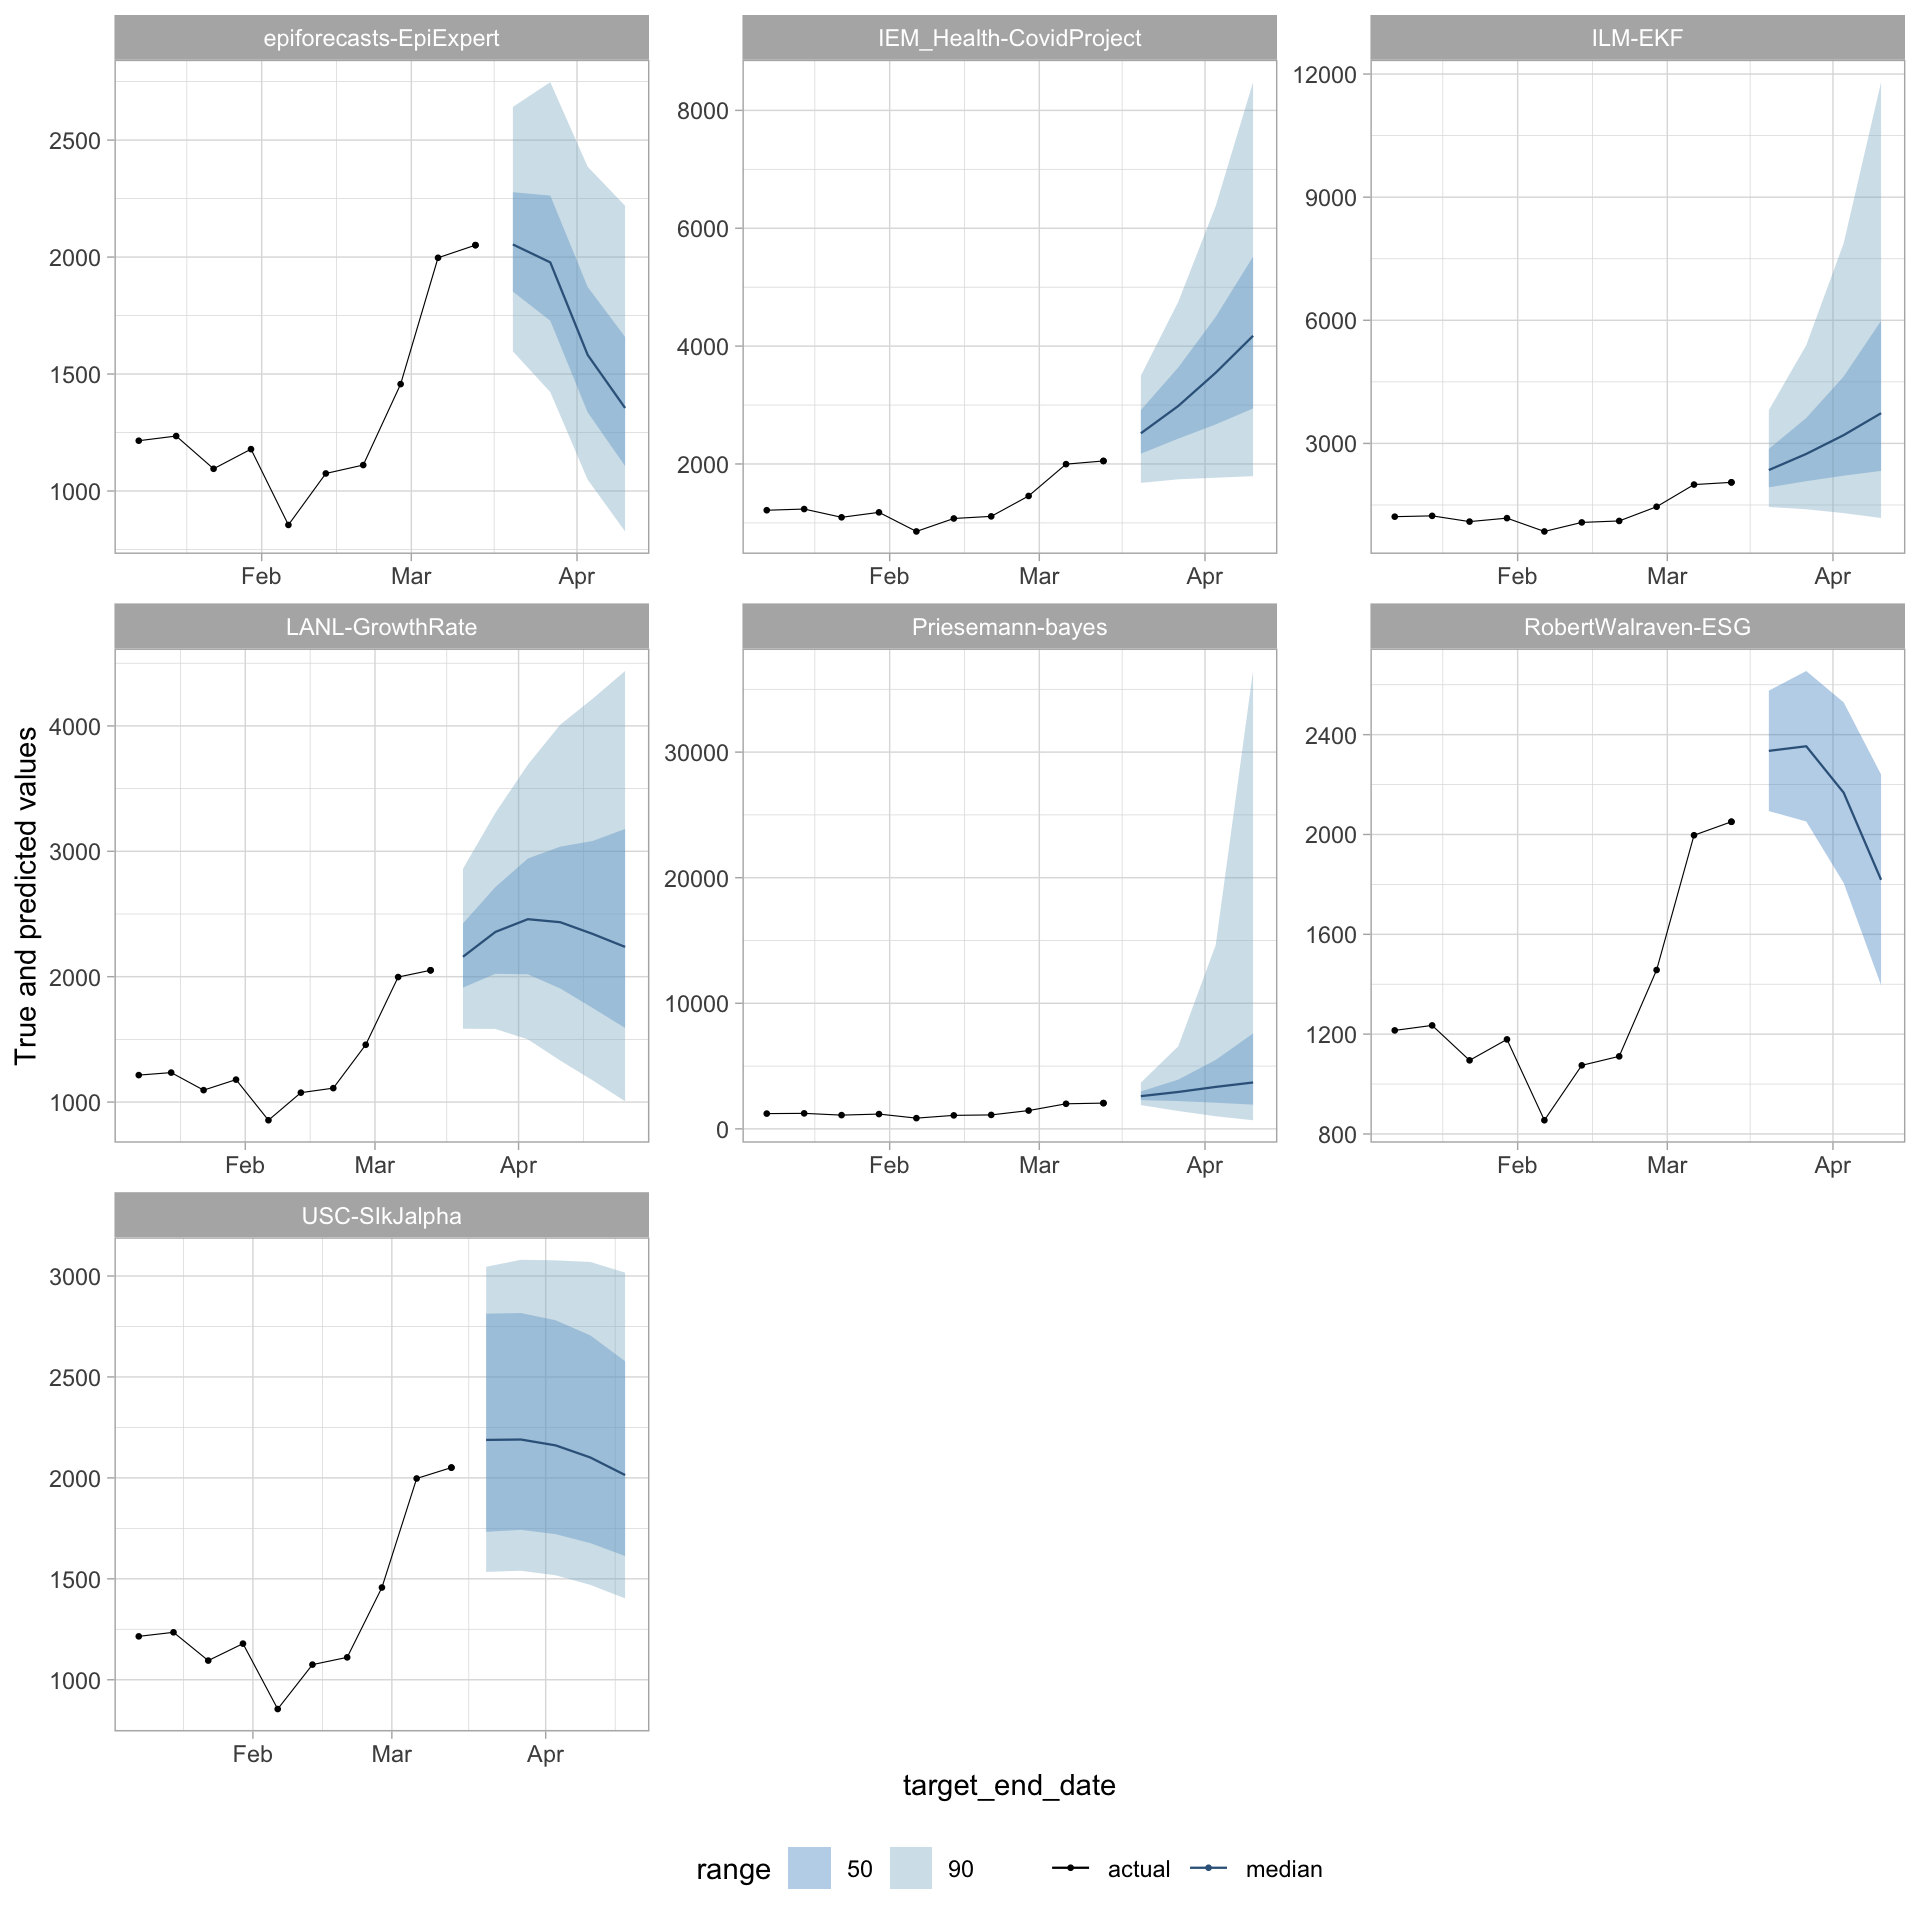 epiforecasts-EpiExpert
IEM_Health-CovidProject
ILM-EKF
2500
2000
1500
1000
Feb Mar Apr
8000
6000
4000
2000
Feb Mar Apr
12000
9000
6000
3000
Feb Mar Apr
LANL-GrowthRate
Priesemann-bayes
RobertWalraven-ESG
True and predicted values
4000
3000
2000
1000
Feb Mar Apr
30000
20000
10000
0
Feb Mar Apr
2400
2000
1600
1200
800
Feb Mar Apr
USC-SIkJalpha
3000
2500
2000
1500
1000
Feb Mar Apr
target_end_date
range 50 90 actual median